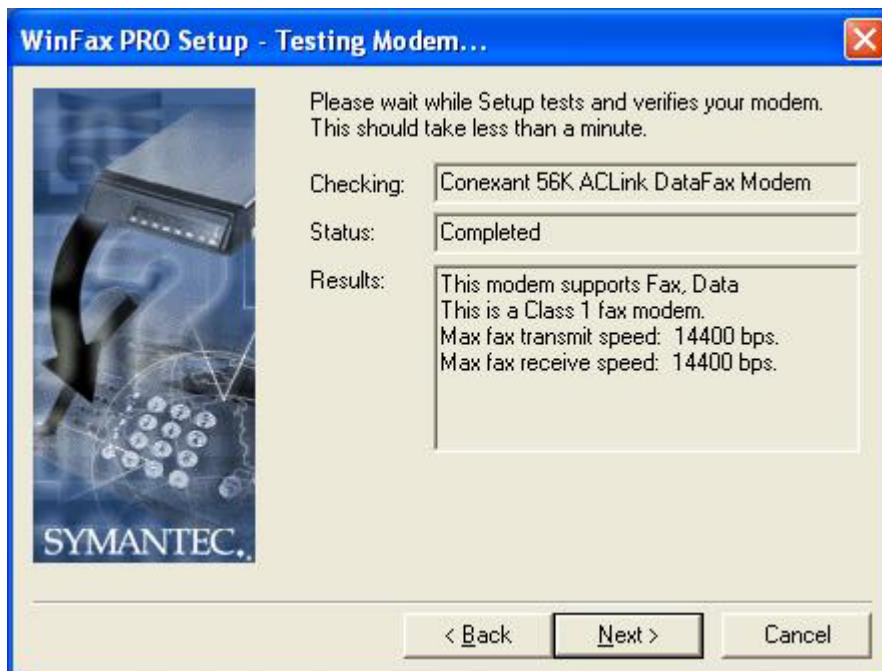 WinFax PRO Setup - Testing Modem...
Please wait while Setup tests and verifies your modem.
This should take less than a minute.
Checking:
Conexant 56K ACLink DataFax Modem
Status:
Completed
Results:
This modem supports Fax, Data
This is a Class 1 fax modem.
Max fax transmit speed:  14400 bps.
Max fax receive speed:  14400 bps.
SYMANTEC.
< Back
Next >
Cancel